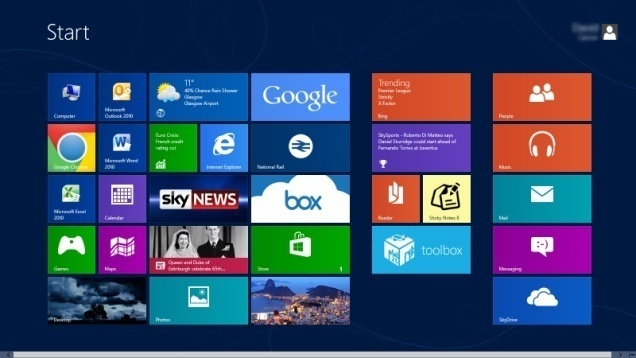 Start
Computer
Microsoft
Outlook 2010
11°
40% Chance Rain Shower
Glasgow
Glasgow Airport
Google
Trending
Premier League
Strictly
X Factor
Bing
People
Google Chrome
Microsoft Word
2010
Euro Crisis:
French credit
rating cut
Internet Explorer
National Rail
SkySports - Roberto Di Matteo says
Daniel Sturridge could start ahead of
Fernando Torres at Juventus
Music
Microsoft Excel
2010
Calendar
sky NEWS
box
Reader
Sticky Notes 8
Mail
Games
Maps
Queen and Duke of
Edinburgh celebrate 65th...
Store
1
toolbox
Messaging
Desktop
Photos
SkyDrive